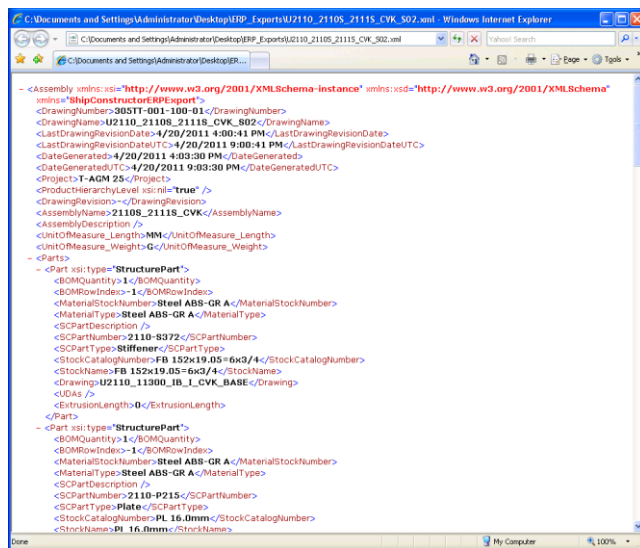 C:\Documents and Settings\Administrator\Desktop\ERP_Exports\U2110_2110S_2111S_CVK_S02.xml - Windows Internet Explorer
C:\Documents and Settings\Administrator\Desktop\ERP_Exports\U2110_2110S_2111S_CVK_S02.xml
Yahoo! Search
C:\Documents and Settings\Administrator\Desktop\ER...
Page
Tools
- <Assembly xmlns:xsi="http://www.w3.org/2001/XMLSchema-instance" xmlns:xsd="http://www.w3.org/2001/XMLSchema"
xmlns="ShipConstructorERPExport">
<DrawingNumber>305TT-001-100-01</DrawingNumber>
<DrawingName>U2110_2110S_2111S_CVK_S02</DrawingName>
<LastDrawingRevisionDate>4/20/2011 4:00:41 PM</LastDrawingRevisionDate>
<LastDrawingRevisionDateUTC>4/20/2011 9:00:41 PM</LastDrawingRevisionDateUTC>
<DateGenerated>4/20/2011 4:03:30 PM</DateGenerated>
<DateGeneratedUTC>4/20/2011 9:03:30 PM</DateGeneratedUTC>
<Project>T-AGM 25</Project>
<ProductHierarchyLevel xsi:nil="true" />
<DrawingRevision>-</DrawingRevision>
<AssemblyName>2110S_2111S_CVK</AssemblyName>
<AssemblyDescription />
<UnitOfMeasure_Length>MM</UnitOfMeasure_Length>
<UnitOfMeasure_Weight>G</UnitOfMeasure_Weight>
- <Parts>
- <Part xsi:type="StructurePart">
<BOMQuantity>1</BOMQuantity>
<BOMRowIndex>-1</BOMRowIndex>
<MaterialStockNumber>Steel ABS-GR A</MaterialStockNumber>
<MaterialType>Steel ABS-GR A</MaterialType>
<SCPartDescription />
<SCPartNumber>2110-S372</SCPartNumber>
<SCPartType>Stiffener</SCPartType>
<StockCatalogNumber>FB 152x19.05=6x3/4</StockCatalogNumber>
<StockName>FB 152x19.05=6x3/4</StockName>
<Drawing>U2110_11300_IB_I_CVK_BASE</Drawing>
<UDAs />
<ExtrusionLength>0</ExtrusionLength>
</Part>
- <Part xsi:type="StructurePart">
<BOMQuantity>1</BOMQuantity>
<BOMRowIndex>-1</BOMRowIndex>
<MaterialStockNumber>Steel ABS-GR A</MaterialStockNumber>
<MaterialType>Steel ABS-GR A</MaterialType>
<SCPartDescription />
<SCPartNumber>2110-P215</SCPartNumber>
<SCPartType>Plate</SCPartType>
<StockCatalogNumber>PL 16.0mm</StockCatalogNumber>
<StockName>PL 16.0mm</StockName>
Done
My Computer
100%